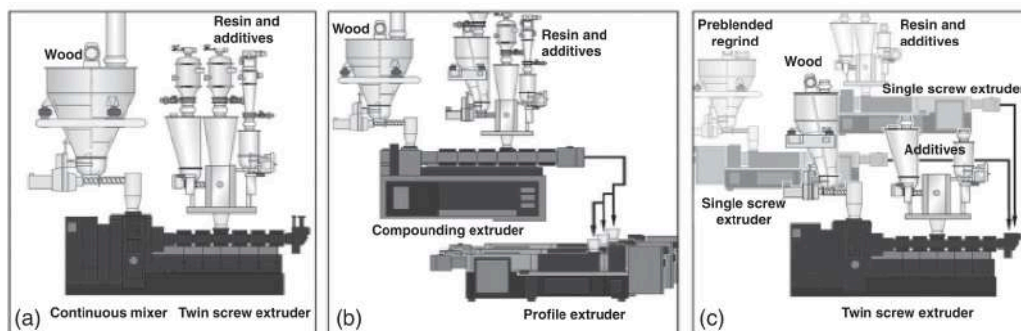 Wood
Resin and
additives
Continuous mixer
Twin screw extruder
(a)
Wood
Resin and
additives
Compounding extruder
Profile extruder
(b)
Preblended
regrind
Resin and
additives
Wood
Single screw extruder
Additives
Single screw
extruder
Twin screw extruder
(c)